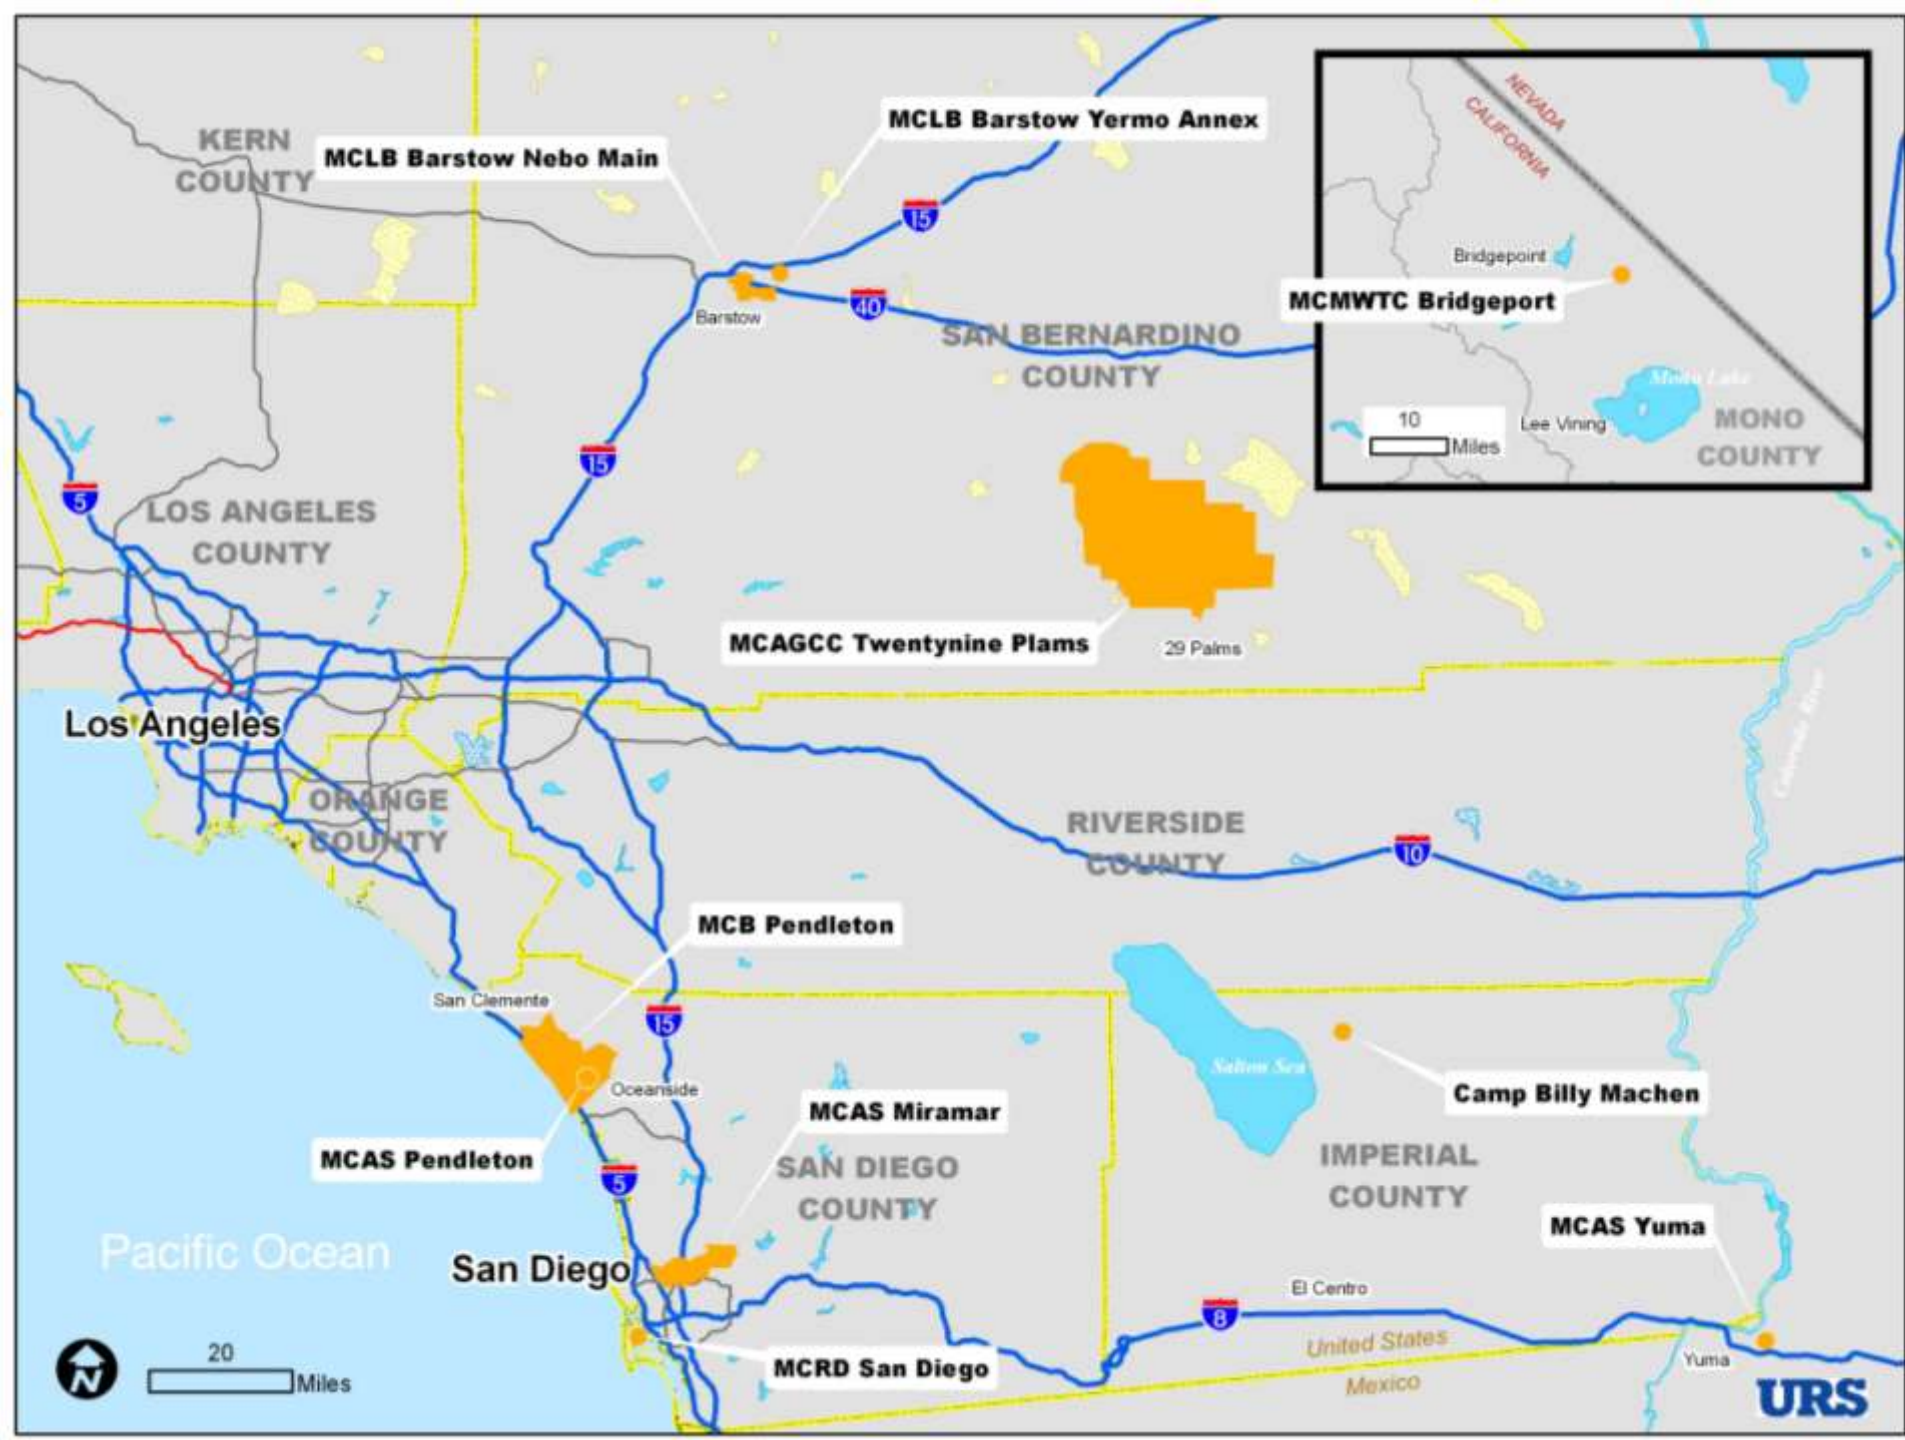 KERN
COUNTY
MCLB Barstow Nebo Main
MCLB Barstow Yermo Annex
15
40
Barstow
SAN BERNARDINO
COUNTY
NEVADA
CALIFORNIA
Bridgepoint
MCMWTC Bridgeport
Mono Lake
10
Miles
Lee Vining
MONO
COUNTY
5
15
LOS ANGELES
COUNTY
MCAGCC Twentynine Plams
29 Palms
Los Angeles
ORANGE
COUNTY
Colorado River
RIVERSIDE
COUNTY
10
MCB Pendleton
San Clemente
15
Oceanside
MCAS Pendleton
MCAS Miramar
5
SAN DIEGO
COUNTY
Salton Sea
Camp Billy Machen
IMPERIAL
COUNTY
MCAS Yuma
Pacific Ocean
San Diego
El Centro
8
United States
Mexico
Yuma
MCRD San Diego
N
20
Miles
URS